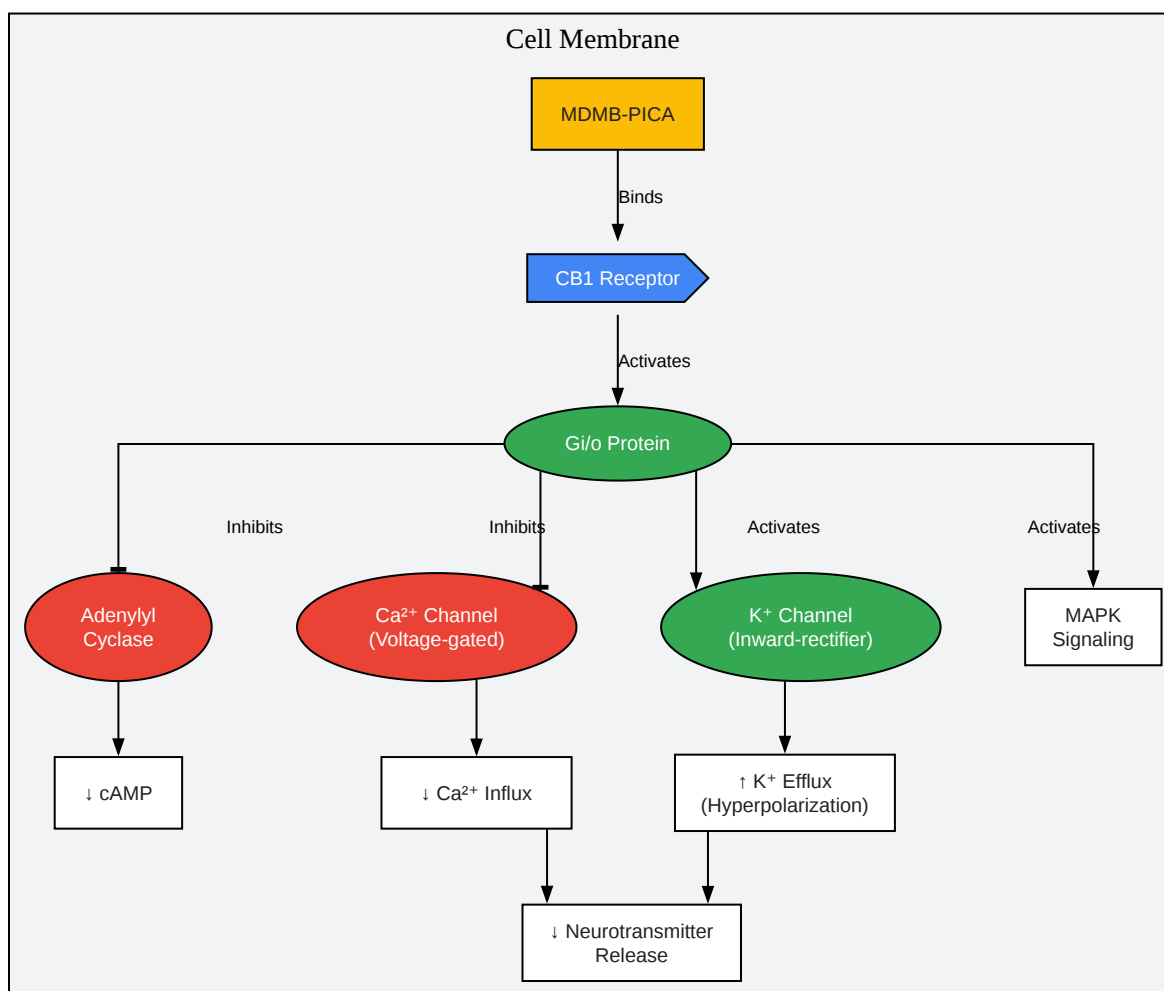 Cell Membrane
MDMB-PICA
Binds
CB1 Receptor
Activates
Gi/o Protein
Inhibits
Inhibits
Activates
Activates
Adenylyl
Cyclase
Ca²⁺ Channel
(Voltage-gated)
K⁺ Channel
(Inward-rectifier)
MAPK
Signaling
↓ cAMP
↓ Ca²⁺ Influx
↑ K⁺ Efflux
(Hyperpolarization)
↓ Neurotransmitter
Release